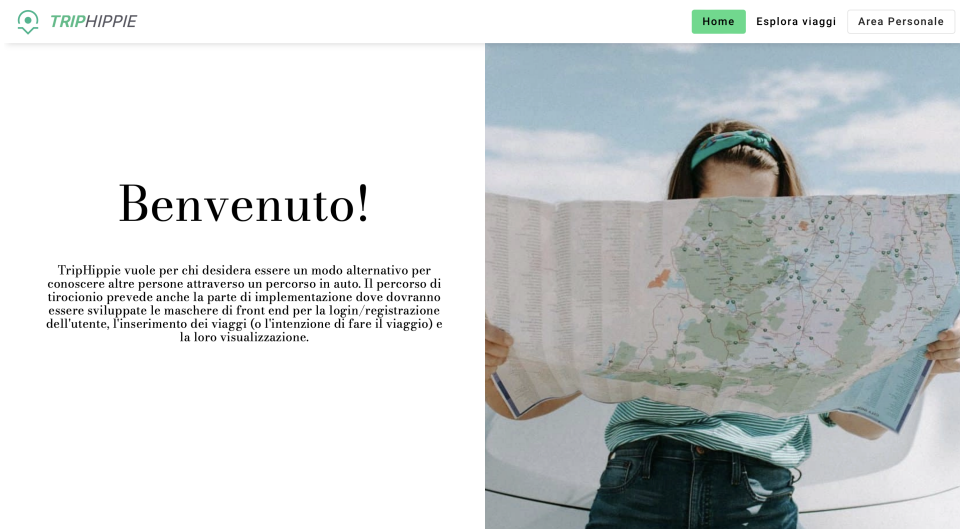 TRIPHIPPIE
Home
Esplora viaggi
Area Personale
Benvenuto!
TripHippie vuole per chi desidera essere un modo alternativo per
conoscere altre persone attraverso un percorso in auto. Il percorso di
tirocionio prevede anche la parte di implementazione dove dovranno
essere sviluppate le maschere di front end per la login/registrazione
dell'utente, l'inserimento dei viaggi (o l'intenzione di fare il viaggio) e
la loro visualizzazione.